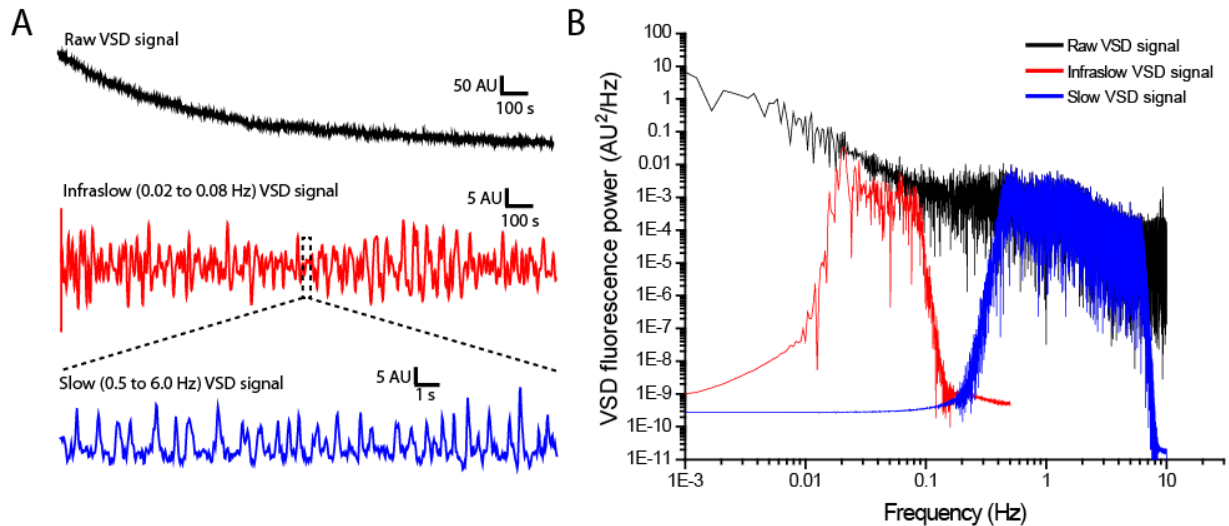 A
Raw VSD signal
50 AU
100 s
Infraslow (0.02 to 0.08 Hz) VSD signal
5 AU
100 s
Slow (0.5 to 6.0 Hz) VSD signal
5 AU
1 s
B
Raw VSD signal
Infraslow VSD signal
Slow VSD signal
VSD fluorescence power (AU²/Hz)
100
10
1
0.1
0.01
1E-3
1E-4
1E-5
1E-6
1E-7
1E-8
1E-9
1E-10
1E-11
1E-3
0.01
0.1
1
10
Frequency (Hz)